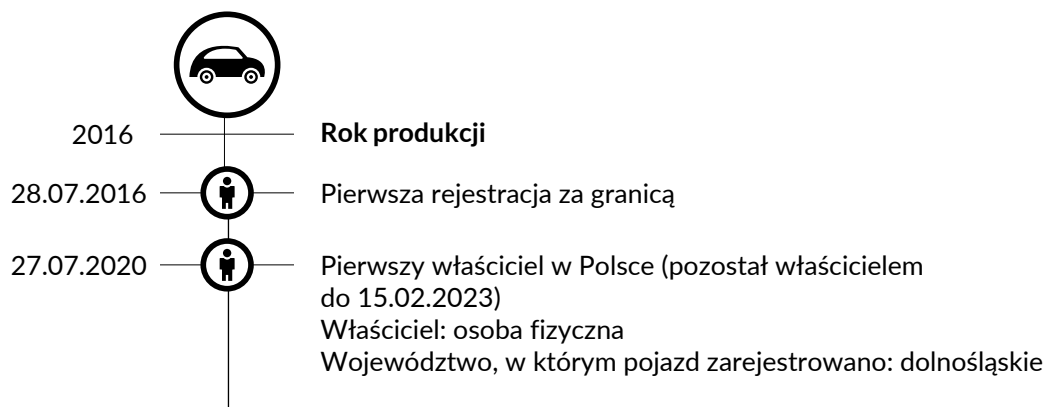 2016 Rok produkcji
28.07.2016 Pierwsza rejestracja za granicą
27.07.2020 Pierwszy właściciel w Polsce (pozostał właścicielem
do 15.02.2023)
Właściciel: osoba fizyczna
Województwo, w którym pojazd zarejestrowano: dolnośląskie